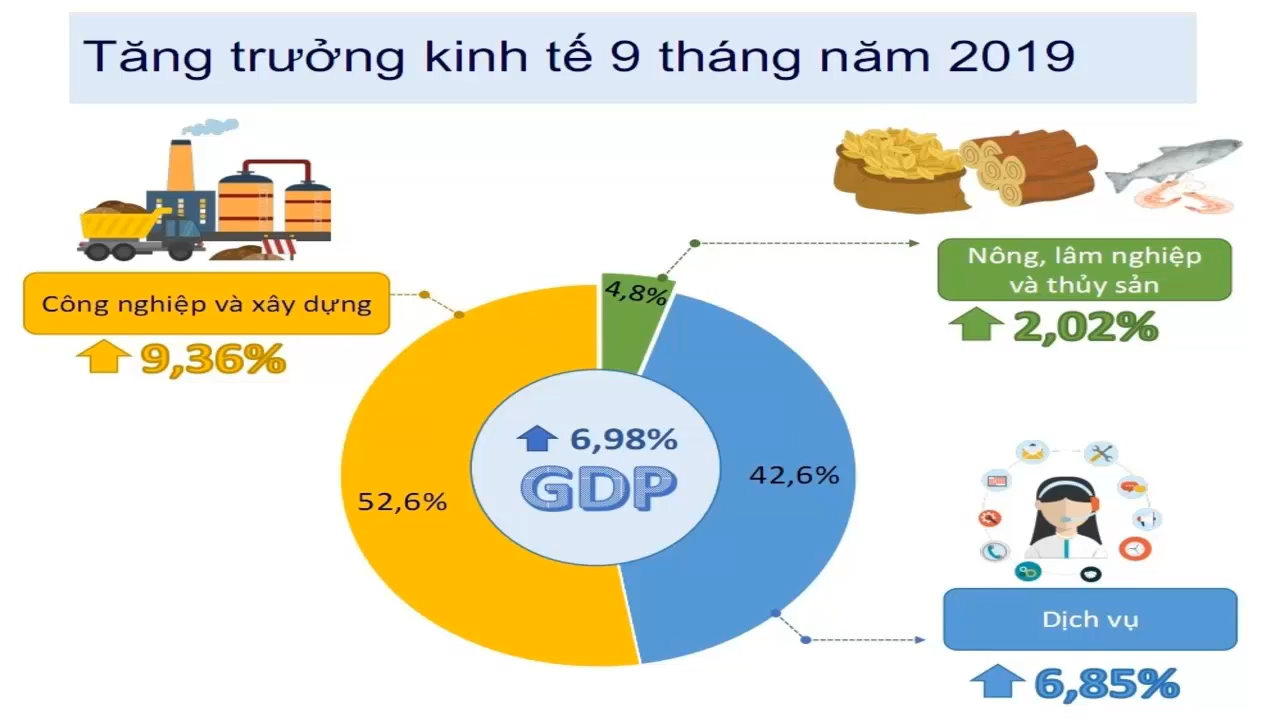 Tăng trưởng kinh tế 9 tháng năm 2019
Công nghiệp và xây dựng
9,36%
Nông, lâm nghiệp
và thủy sản
2,02%
4,8%
6,98%
GDP
42,6%
52,6%
Dịch vụ
6,85%